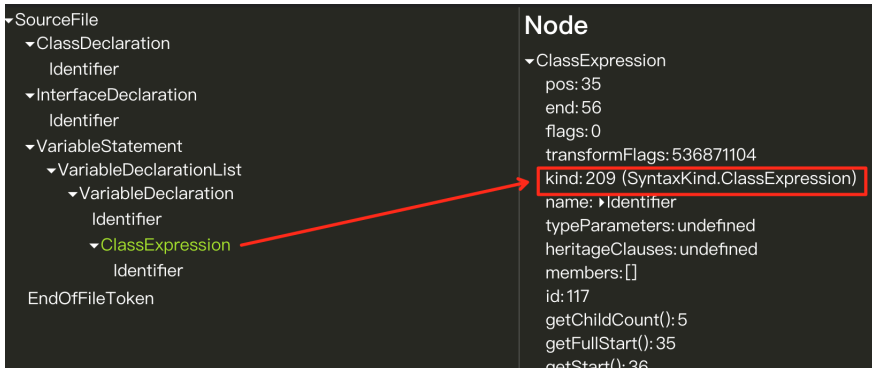 SourceFile
ClassDeclaration
Identifier
InterfaceDeclaration
Identifier
VariableStatement
VariableDeclarationList
VariableDeclaration
Identifier
ClassExpression
Identifier
EndOfFileToken
Node
ClassExpression
pos: 35
end: 56
flags: 0
transformFlags: 536871104
kind: 209 (SyntaxKind.ClassExpression)
name: Identifier
typeParameters: undefined
heritageClauses: undefined
members: []
id: 117
getChildCount(): 5
getFullStart(): 35
getStart(): 36